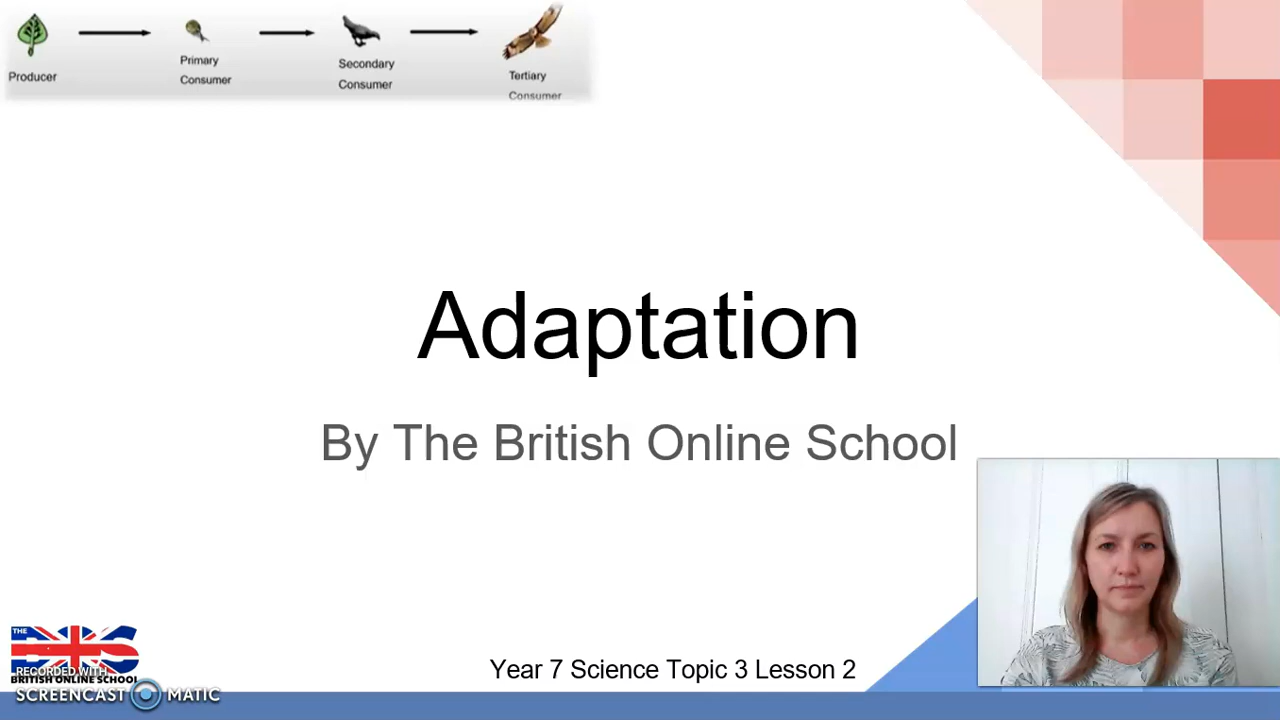 Producer
Primary
Consumer
Secondary
Consumer
Tertiary
Consumer
Adaptation
By The British Online School
THE
BOS
RECORDED WITH
BRITISH ONLINE SCHOOL
SCREENCAST MATIC
Year 7 Science Topic 3 Lesson 2